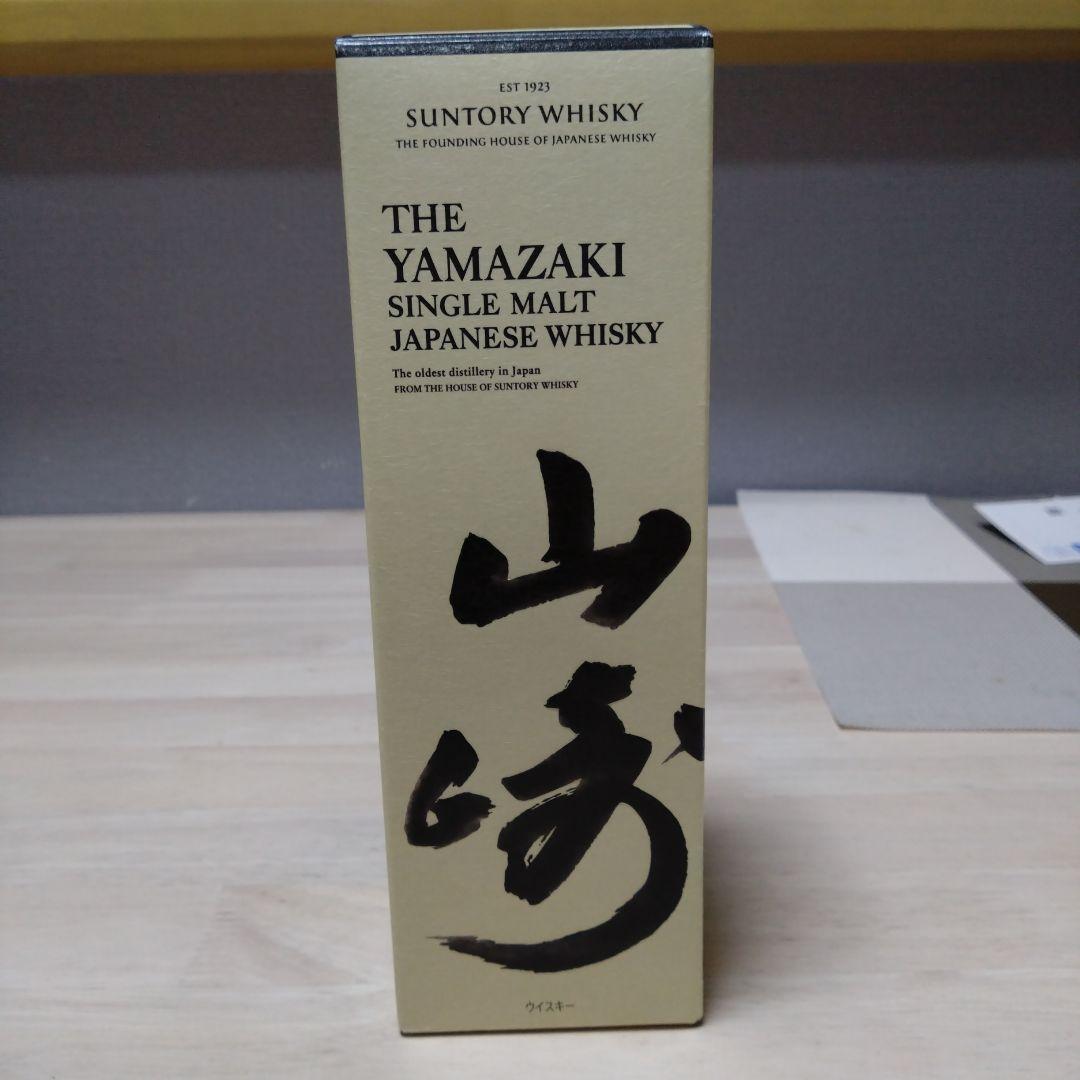 EST 1923
SUNTORY WHISKY
THE FOUNDING HOUSE OF JAPANESE WHISKY
THE
YAMAZAKI
SINGLE MALT
JAPANESE WHISKY
The oldest distillery in Japan
FROM THE HOUSE OF SUNTORY WHISKY
山
崎
ウイスキー